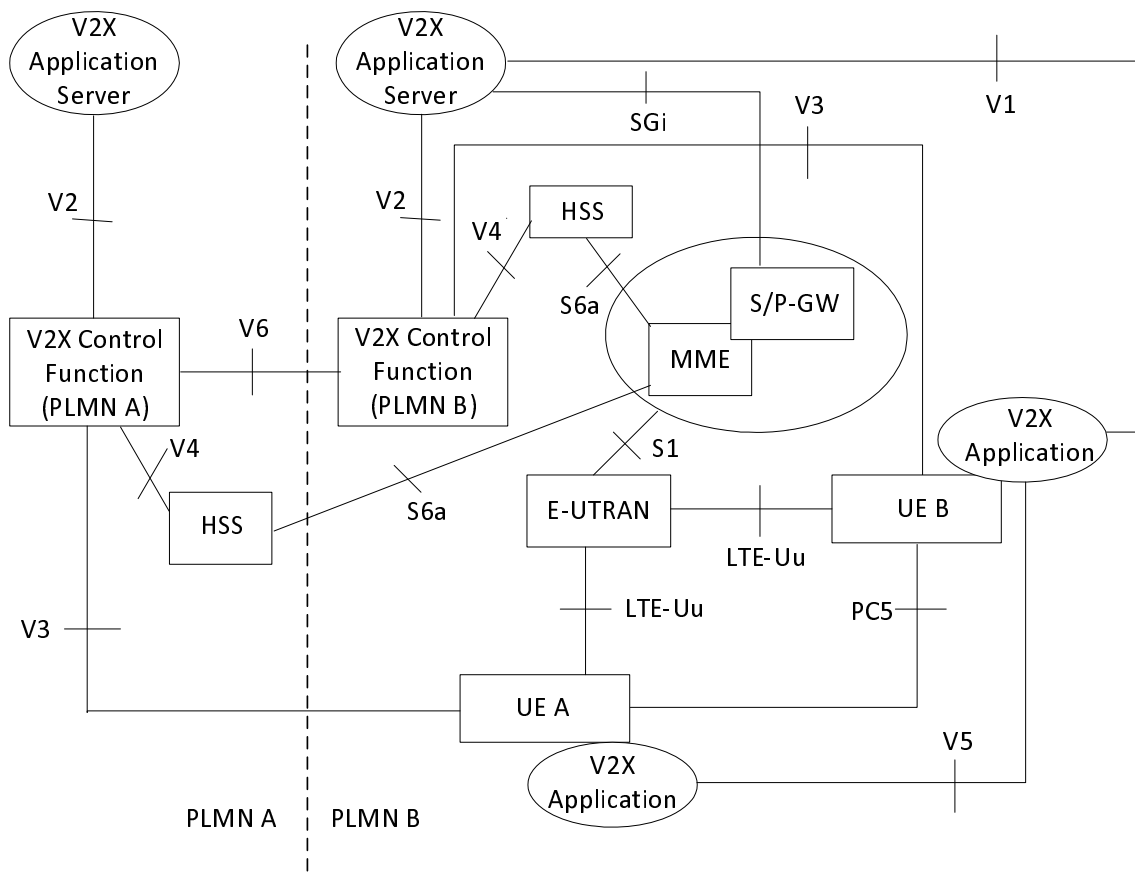 V2X
Application
Server
V2X
Application
Server
V1
SGi
V3
V2
V2
HSS
V4
S6a
S/P-GW
MME
V2X Control
Function
(PLMN A)
V6
V2X Control
Function
(PLMN B)
V2X
Application
V4
S1
S6a
HSS
E-UTRAN
UE B
LTE-Uu
LTE-Uu
PC5
V3
UE A
V5
V2X
Application
PLMN A
PLMN B